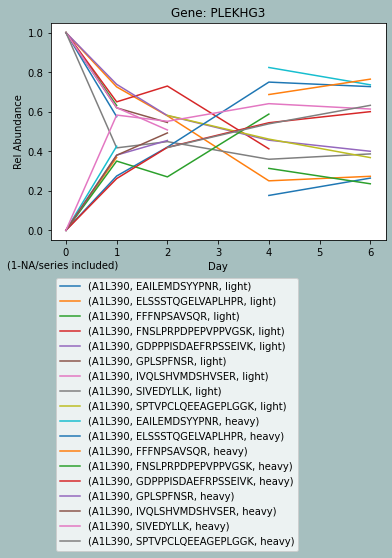 Gene: PLEKHG3
1.0
0.8
0.6
0.4
0.2
0.0
Rel Abundance
0 1 2 3 4 5 6
(1-NA/series included)
Day
(A1L390, EAILEMDSYYPNR, light)
(A1L390, ELSSSTQGELVAPLHPR, light)
(A1L390, FFFNPSAVSQR, light)
(A1L390, FNSLPRPDPEPVPPVGSK, light)
(A1L390, GDPPPISDAEFRPSSEIVK, light)
(A1L390, GPLSPFNSR, light)
(A1L390, IVQLSHVMDSHVSER, light)
(A1L390, SIVEDYLLK, light)
(A1L390, SPTVPCLQEEAGEPLGGK, light)
(A1L390, EAILEMDSYYPNR, heavy)
(A1L390, ELSSSTQGELVAPLHPR, heavy)
(A1L390, FFFNPSAVSQR, heavy)
(A1L390, FNSLPRPDPEPVPPVGSK, heavy)
(A1L390, GDPPPISDAEFRPSSEIVK, heavy)
(A1L390, GPLSPFNSR, heavy)
(A1L390, IVQLSHVMDSHVSER, heavy)
(A1L390, SIVEDYLLK, heavy)
(A1L390, SPTVPCLQEEAGEPLGGK, heavy)